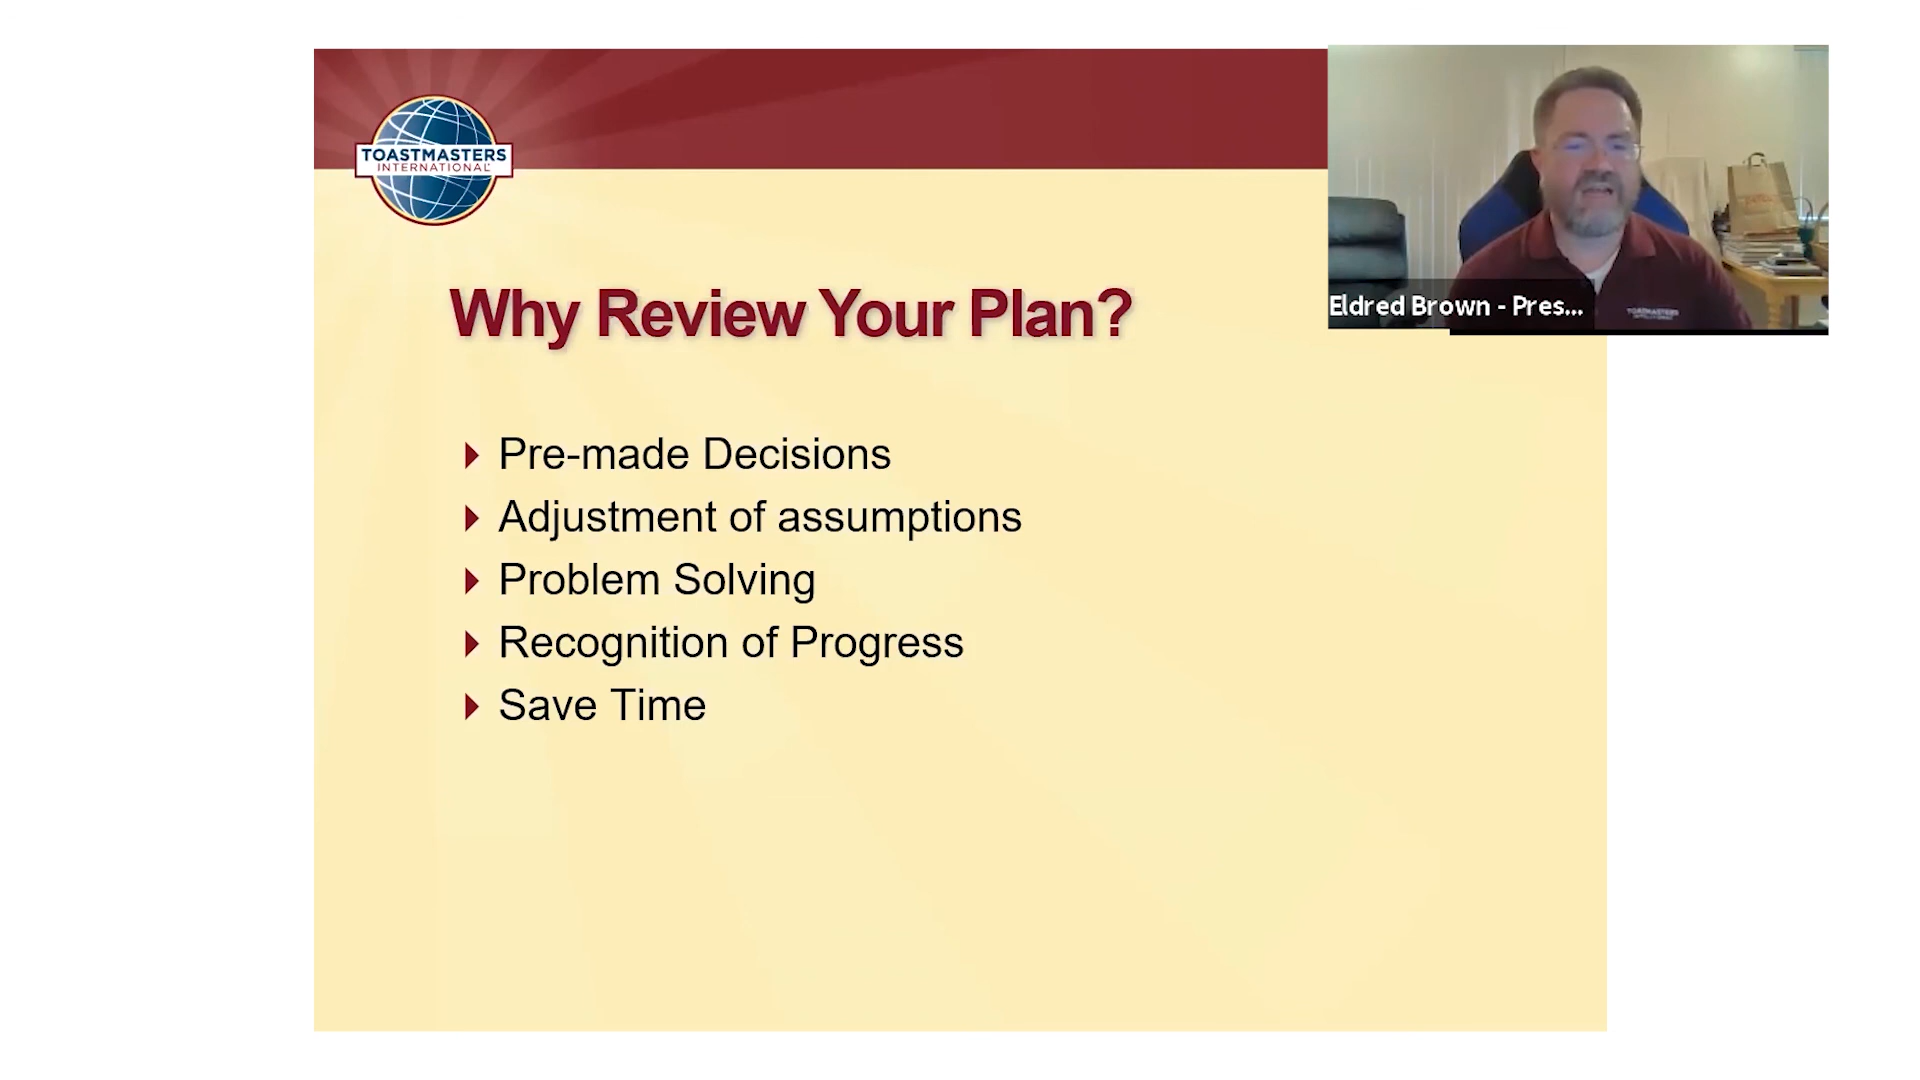 TOASTMASTERS
INTERNATIONAL
Why Review Your Plan?
Pre-made Decisions
Adjustment of assumptions
Problem Solving
Recognition of Progress
Save Time
Eldred Brown - Pres...
TOASTMASTERS